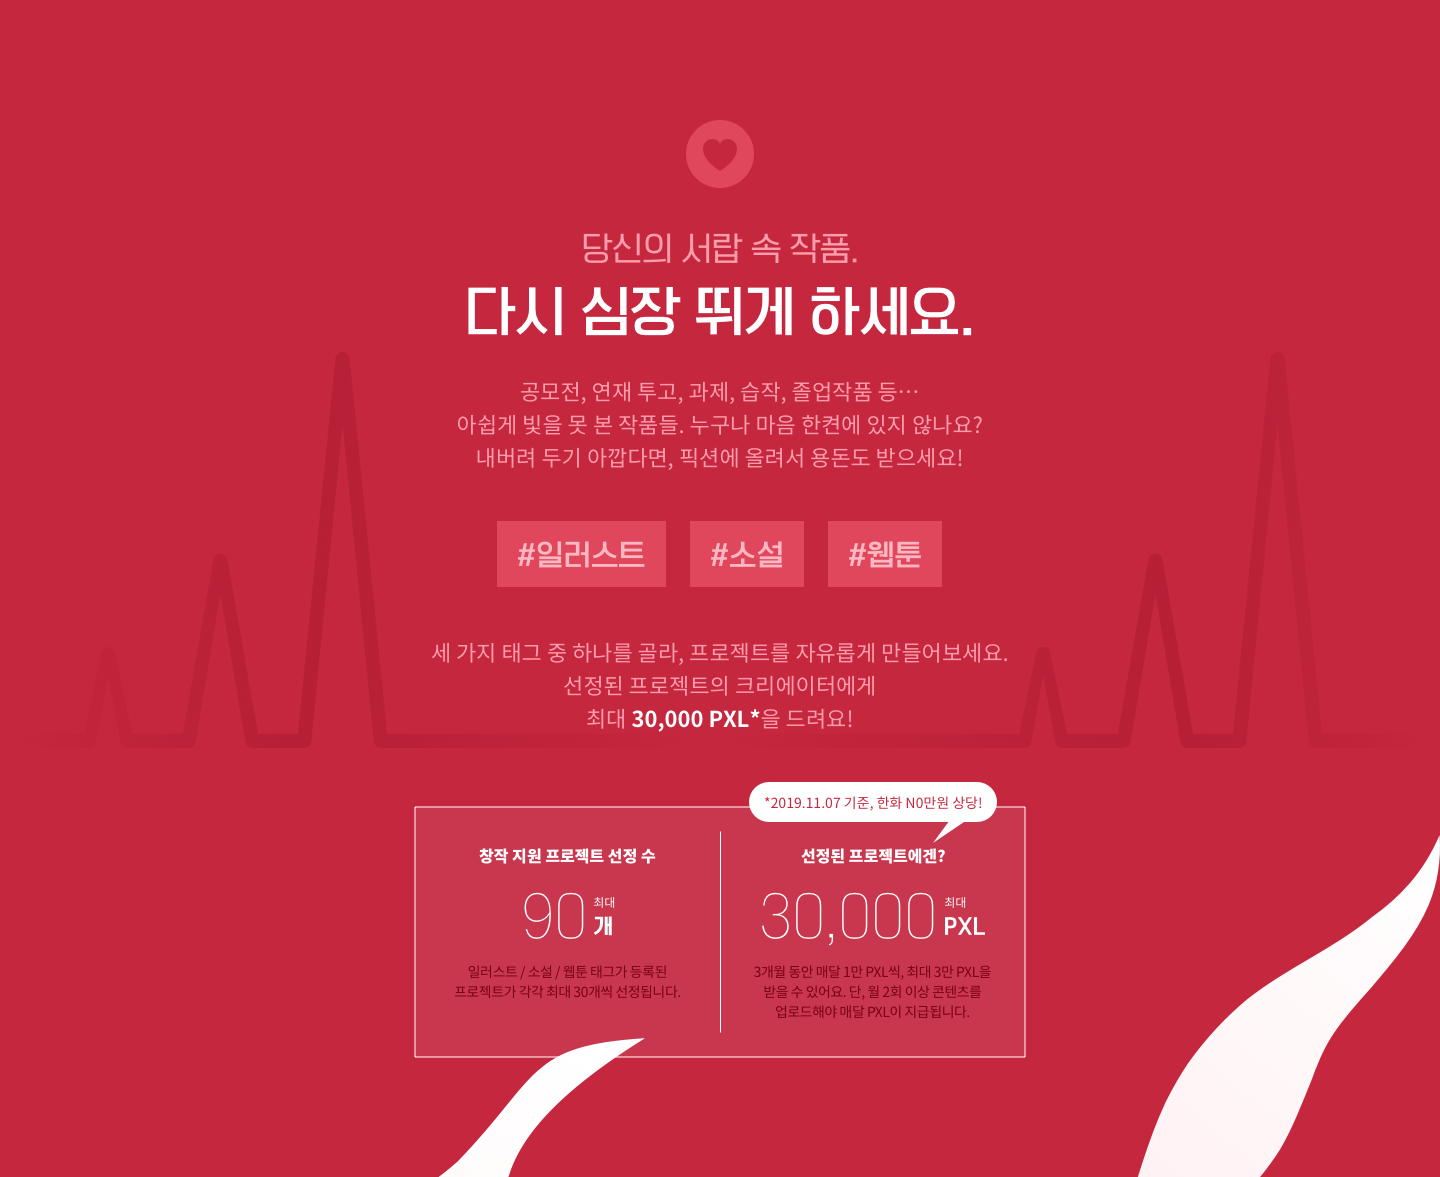 당신의 서랍 속 작품.
다시 심장 뛰게 하세요.
공모전, 연재 투고, 과제, 습작, 졸업작품 등…
아쉽게 빛을 못 본 작품들. 누구나 마음 한켠에 있지 않나요?
내버려 두기 아깝다면, 픽션에 올려서 용돈도 받으세요!
#일러스트 #소설 #웹툰
세 가지 태그 중 하나를 골라, 프로젝트를 자유롭게 만들어보세요.
선정된 프로젝트의 크리에이터에게
최대 30,000 PXL*을 드려요!
*2019.11.07 기준, 한화 N0만원 상당!
창작 지원 프로젝트 선정 수
90 최대
개
일러스트 / 소설 / 웹툰 태그가 등록된
프로젝트가 각각 최대 30개씩 선정됩니다.
선정된 프로젝트에겐?
30,000 최대
PXL
3개월 동안 매달 1만 PXL씩, 최대 3만 PXL을
받을 수 있어요. 단, 월 2회 이상 콘텐츠를
업로드해야 매달 PXL이 지급됩니다.